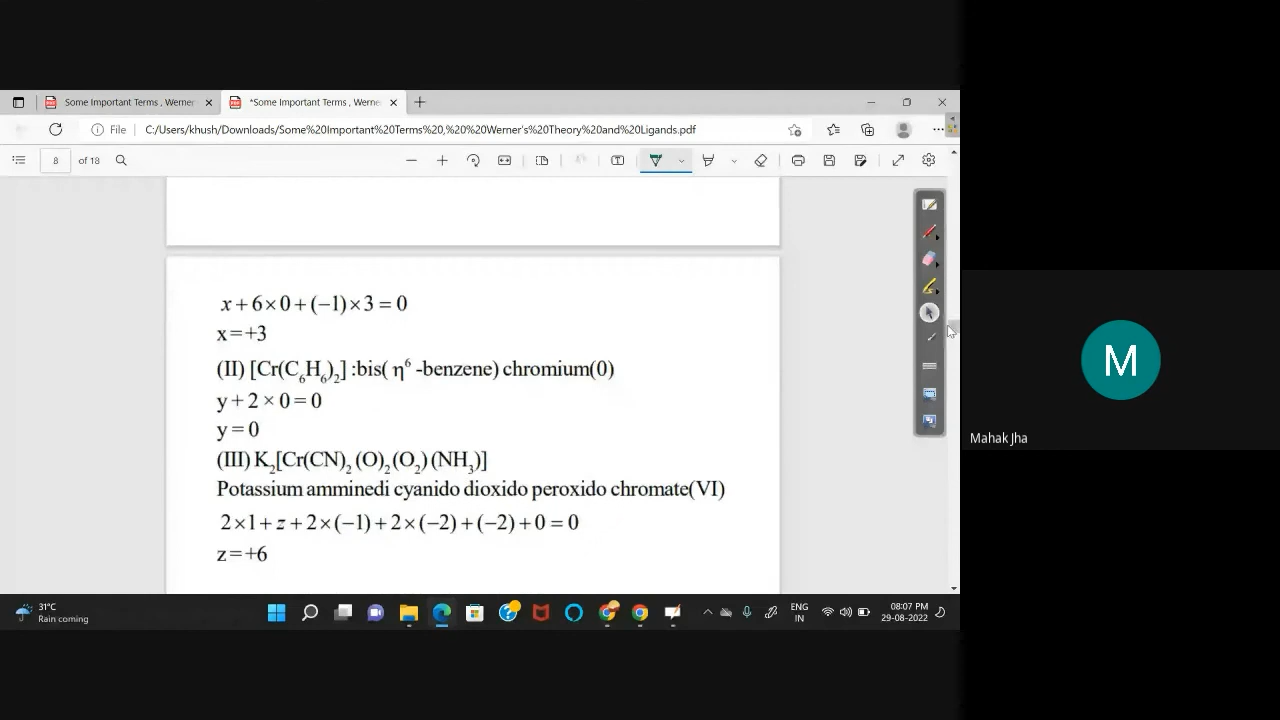 Some Important Terms , Werner
*Some Important Terms , Werne
File
C:/Users/khush/Downloads/Some%20Important%20Terms%20,%20%20Werner's%20Theory%20and%20Ligands.pdf
8 of 18
x + 6 × 0 + (−1) × 3 = 0
x = +3
(II) [Cr(C₆H₆)₂] :bis( η⁶ -benzene) chromium(0)
y + 2 × 0 = 0
y = 0
(III) K₂[Cr(CN)₂ (O)₂ (O₂) (NH₃)]
Potassium amminedi cyanido dioxido peroxido chromate(VI)
2×1 + z + 2×(−1) + 2×(−2) + (−2) + 0 = 0
z = +6
M
Mahak Jha
31°C
Rain coming
ENG
IN
08:07 PM
29-08-2022